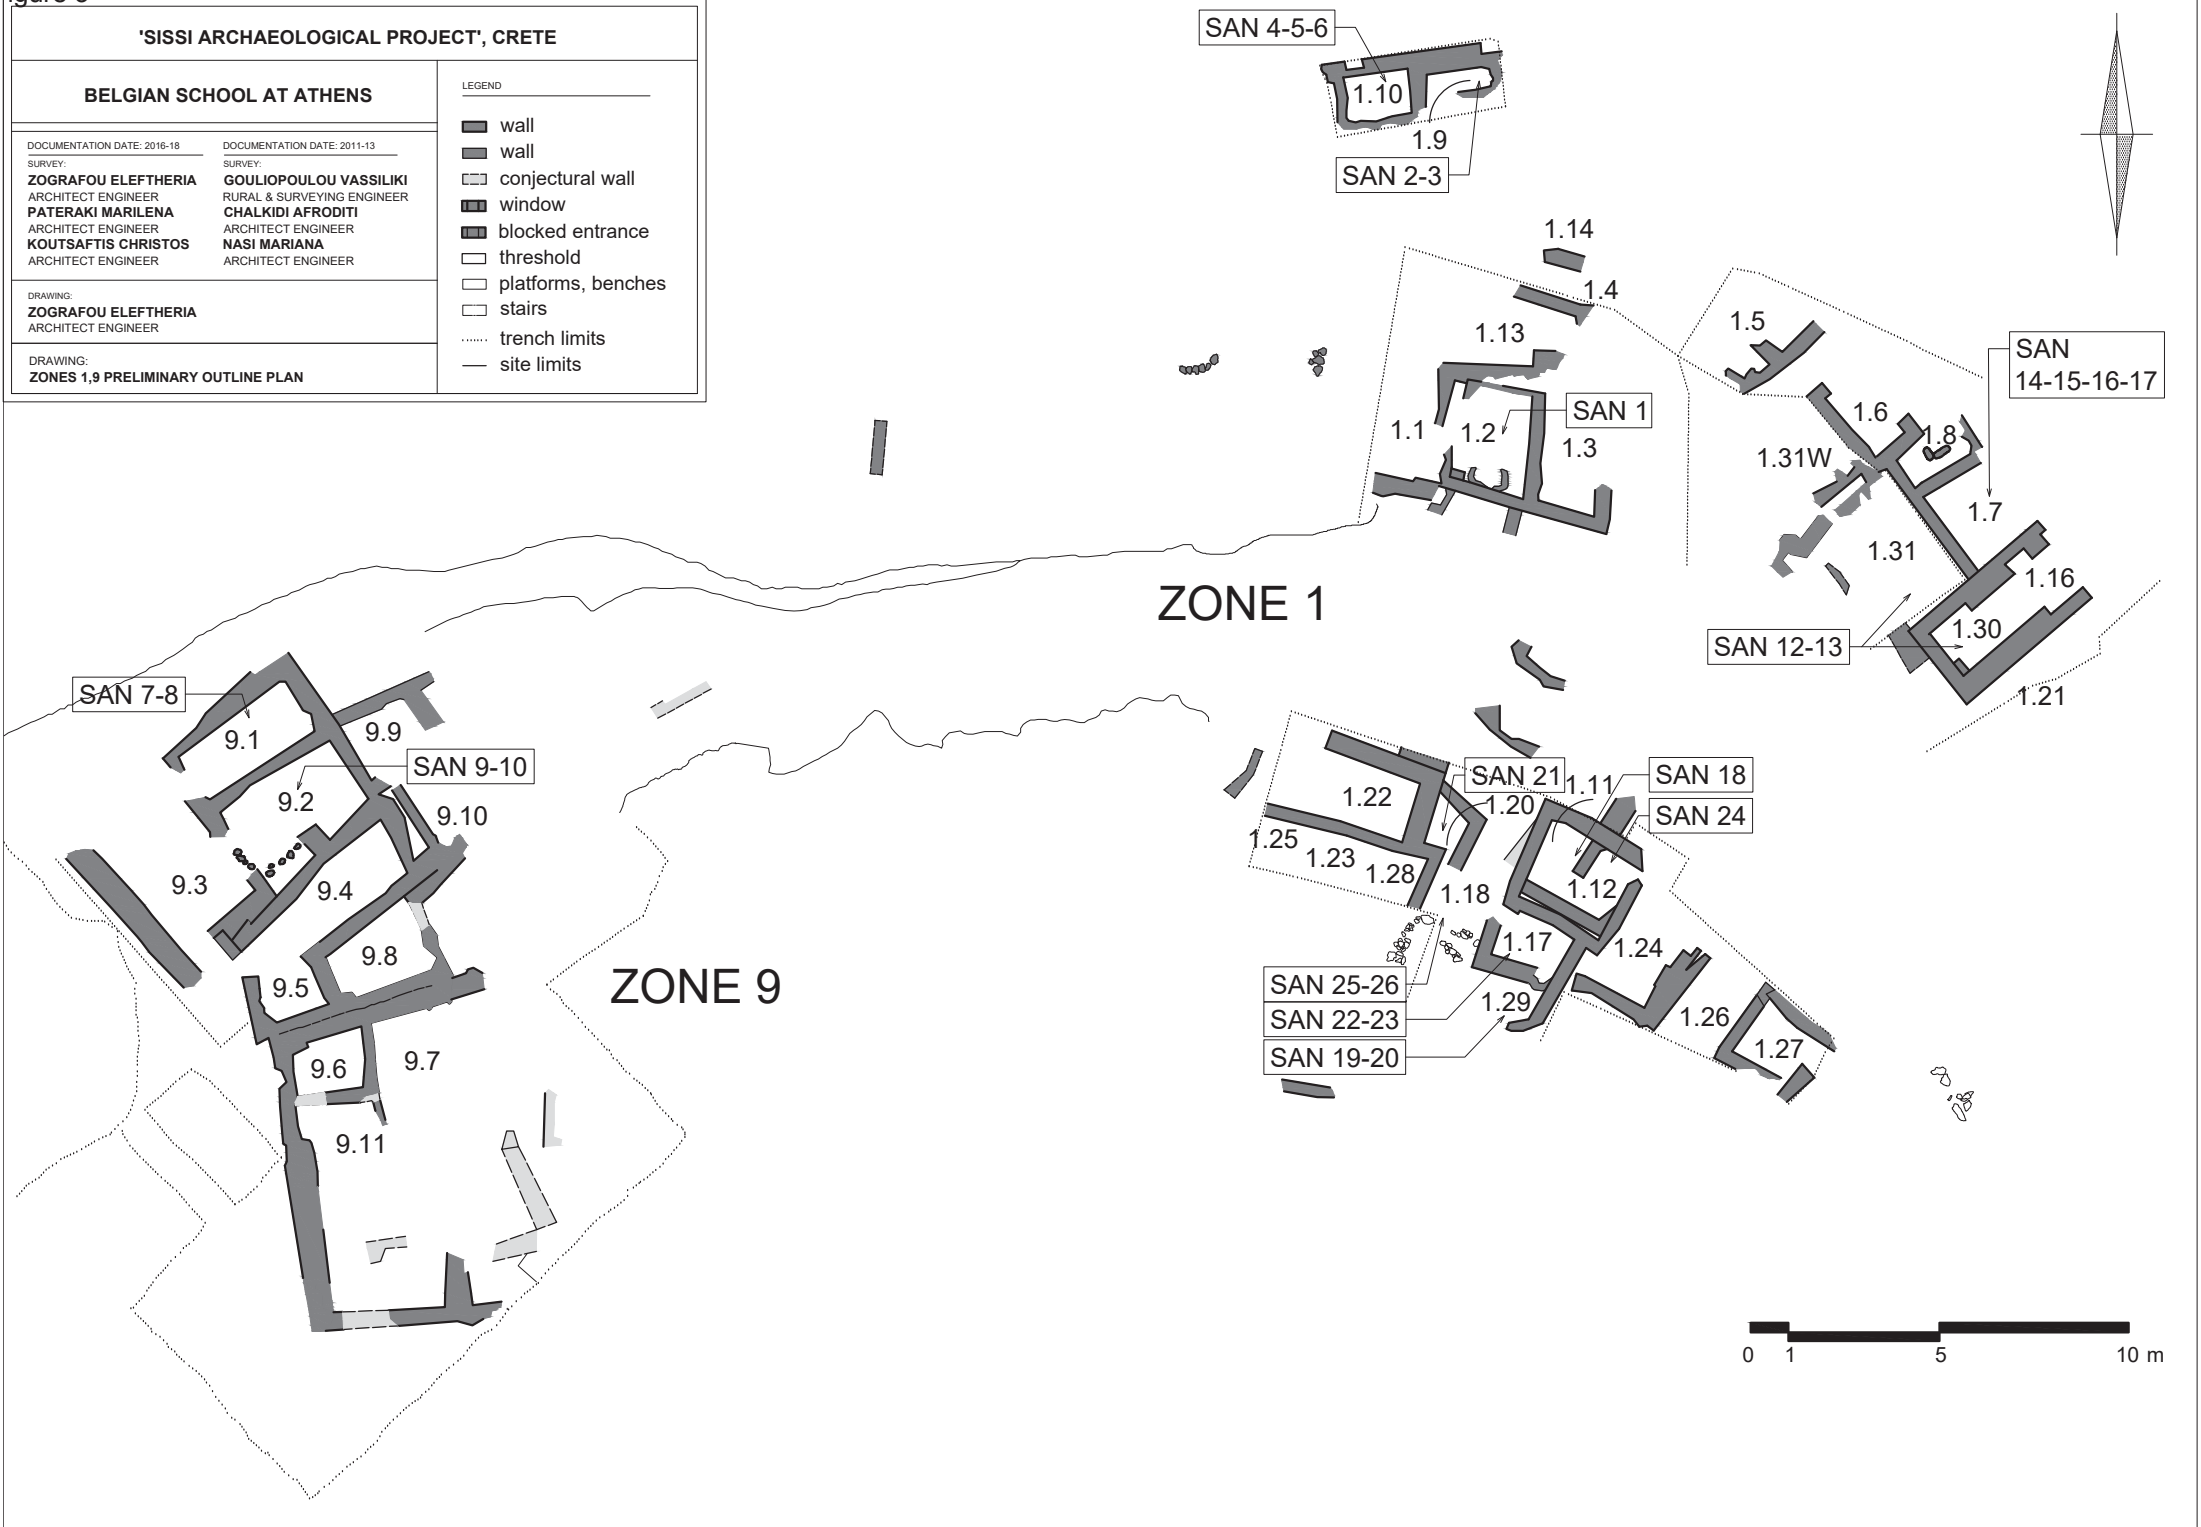 'SISSI ARCHAEOLOGICAL PROJECT', CRETE
BELGIAN SCHOOL AT ATHENS
DOCUMENTATION DATE: 2016-18
SURVEY:
ZOGRAFOU ELEFTHERIA
ARCHITECT ENGINEER
PATERAKI MARILENA
ARCHITECT ENGINEER
KOUTSAFTIS CHRISTOS
ARCHITECT ENGINEER
DOCUMENTATION DATE: 2011-13
SURVEY:
GOULIOPOULOU VASSILIKI
RURAL & SURVEYING ENGINEER
CHALKIDI AFRODITI
ARCHITECT ENGINEER
NASI MARIANA
ARCHITECT ENGINEER
DRAWING:
ZOGRAFOU ELEFTHERIA
ARCHITECT ENGINEER
DRAWING:
ZONES 1,9 PRELIMINARY OUTLINE PLAN
LEGEND
wall
wall
conjectural wall
window
blocked entrance
threshold
platforms, benches
stairs
trench limits
site limits
SAN 4-5-6
1.10
1.9
SAN 2-3
1.14
1.4
1.13
1.5
SAN
14-15-16-17
SAN 1
1.1
1.2
1.3
1.6
1.8
1.31W
1.7
1.31
1.16
ZONE 1
1.30
SAN 12-13
1.21
SAN 7-8
9.1
9.9
SAN 9-10
9.2
9.10
9.3
9.4
9.8
9.5
ZONE 9
9.6
9.7
9.11
SAN 21
1.11
SAN 18
1.22
1.20
SAN 24
1.25
1.23
1.28
1.18
1.12
1.17
1.24
SAN 25-26
SAN 22-23
1.29
1.26
SAN 19-20
1.27
0 1 5 10 m